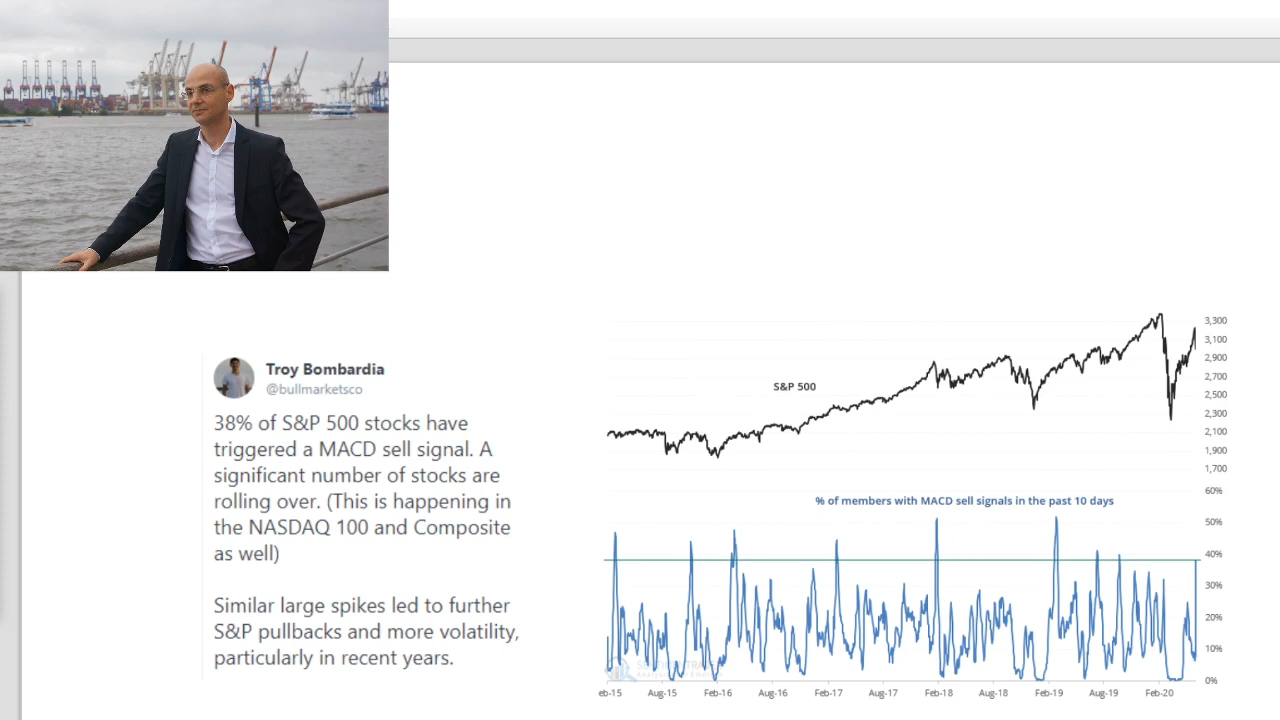 Troy Bombardia
@bullmarketsco
38% of S&P 500 stocks have
triggered a MACD sell signal. A
significant number of stocks are
rolling over. (This is happening in
the NASDAQ 100 and Composite
as well)
Similar large spikes led to further
S&P pullbacks and more volatility,
particularly in recent years.
S&P 500
3,300
3,100
2,900
2,700
2,500
2,300
2,100
1,900
1,700
% of members with MACD sell signals in the past 10 days
60%
50%
40%
30%
20%
10%
0%
eb-15 Aug-15 Feb-16 Aug-16 Feb-17 Aug-17 Feb-18 Aug-18 Feb-19 Aug-19 Feb-20